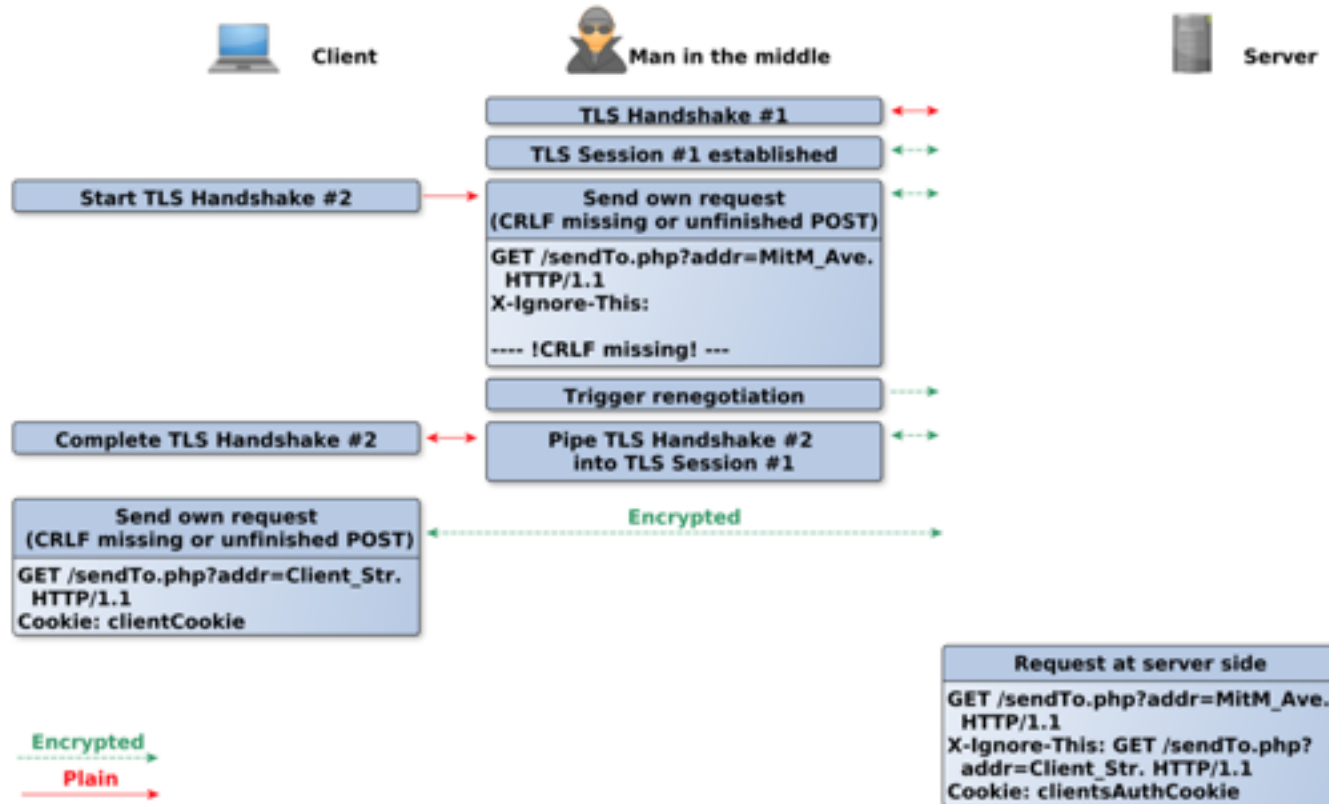 Client
Man in the middle
Server
TLS Handshake #1
TLS Session #1 established
Start TLS Handshake #2
Send own request
(CRLF missing or unfinished POST)
GET /sendTo.php?addr=MitM_Ave.
HTTP/1.1
X-Ignore-This:
---- !CRLF missing! ---
Trigger renegotiation
Complete TLS Handshake #2
Pipe TLS Handshake #2
into TLS Session #1
Send own request
(CRLF missing or unfinished POST)
Encrypted
GET /sendTo.php?addr=Client_Str.
HTTP/1.1
Cookie: clientCookie
Request at server side
GET /sendTo.php?addr=MitM_Ave.
HTTP/1.1
X-Ignore-This: GET /sendTo.php?
addr=Client_Str. HTTP/1.1
Cookie: clientsAuthCookie
Encrypted
Plain